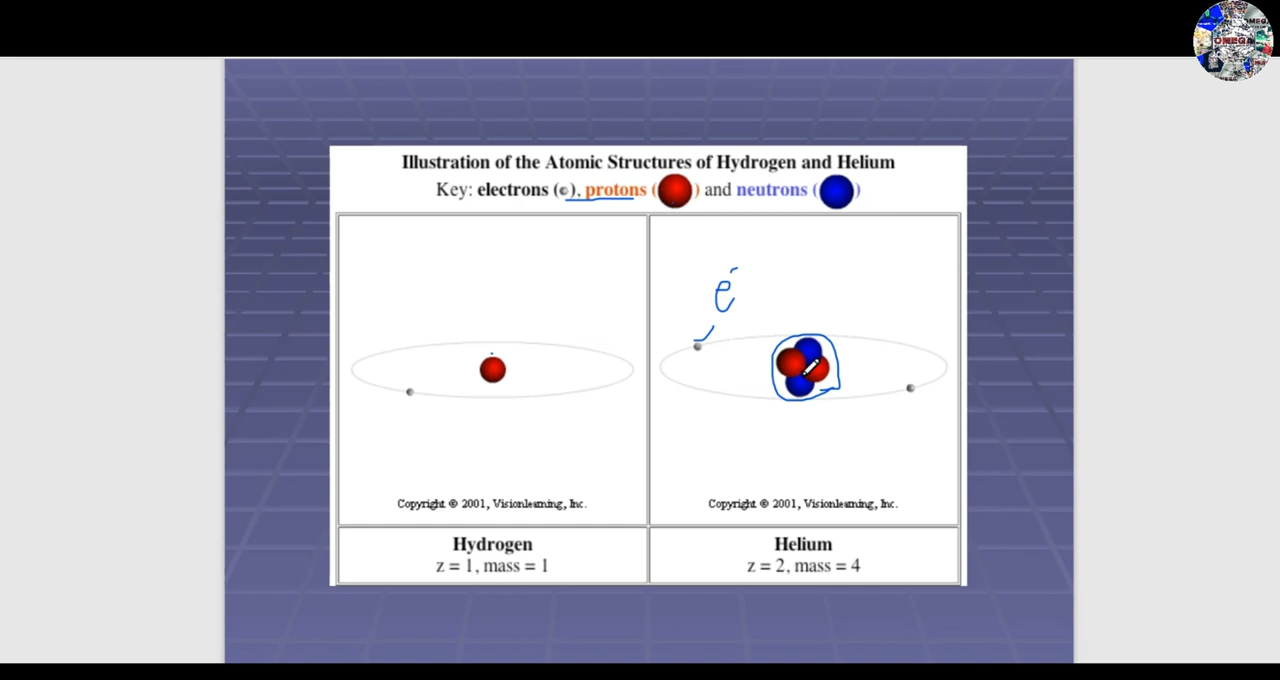 OMEGA
Illustration of the Atomic Structures of Hydrogen and Helium
Key: electrons (e), protons ( ) and neutrons ( )
e-
Copyright © 2001, Visionlearning, Inc.
Copyright © 2001, Visionlearning, Inc.
Hydrogen
z = 1, mass = 1
Helium
z = 2, mass = 4